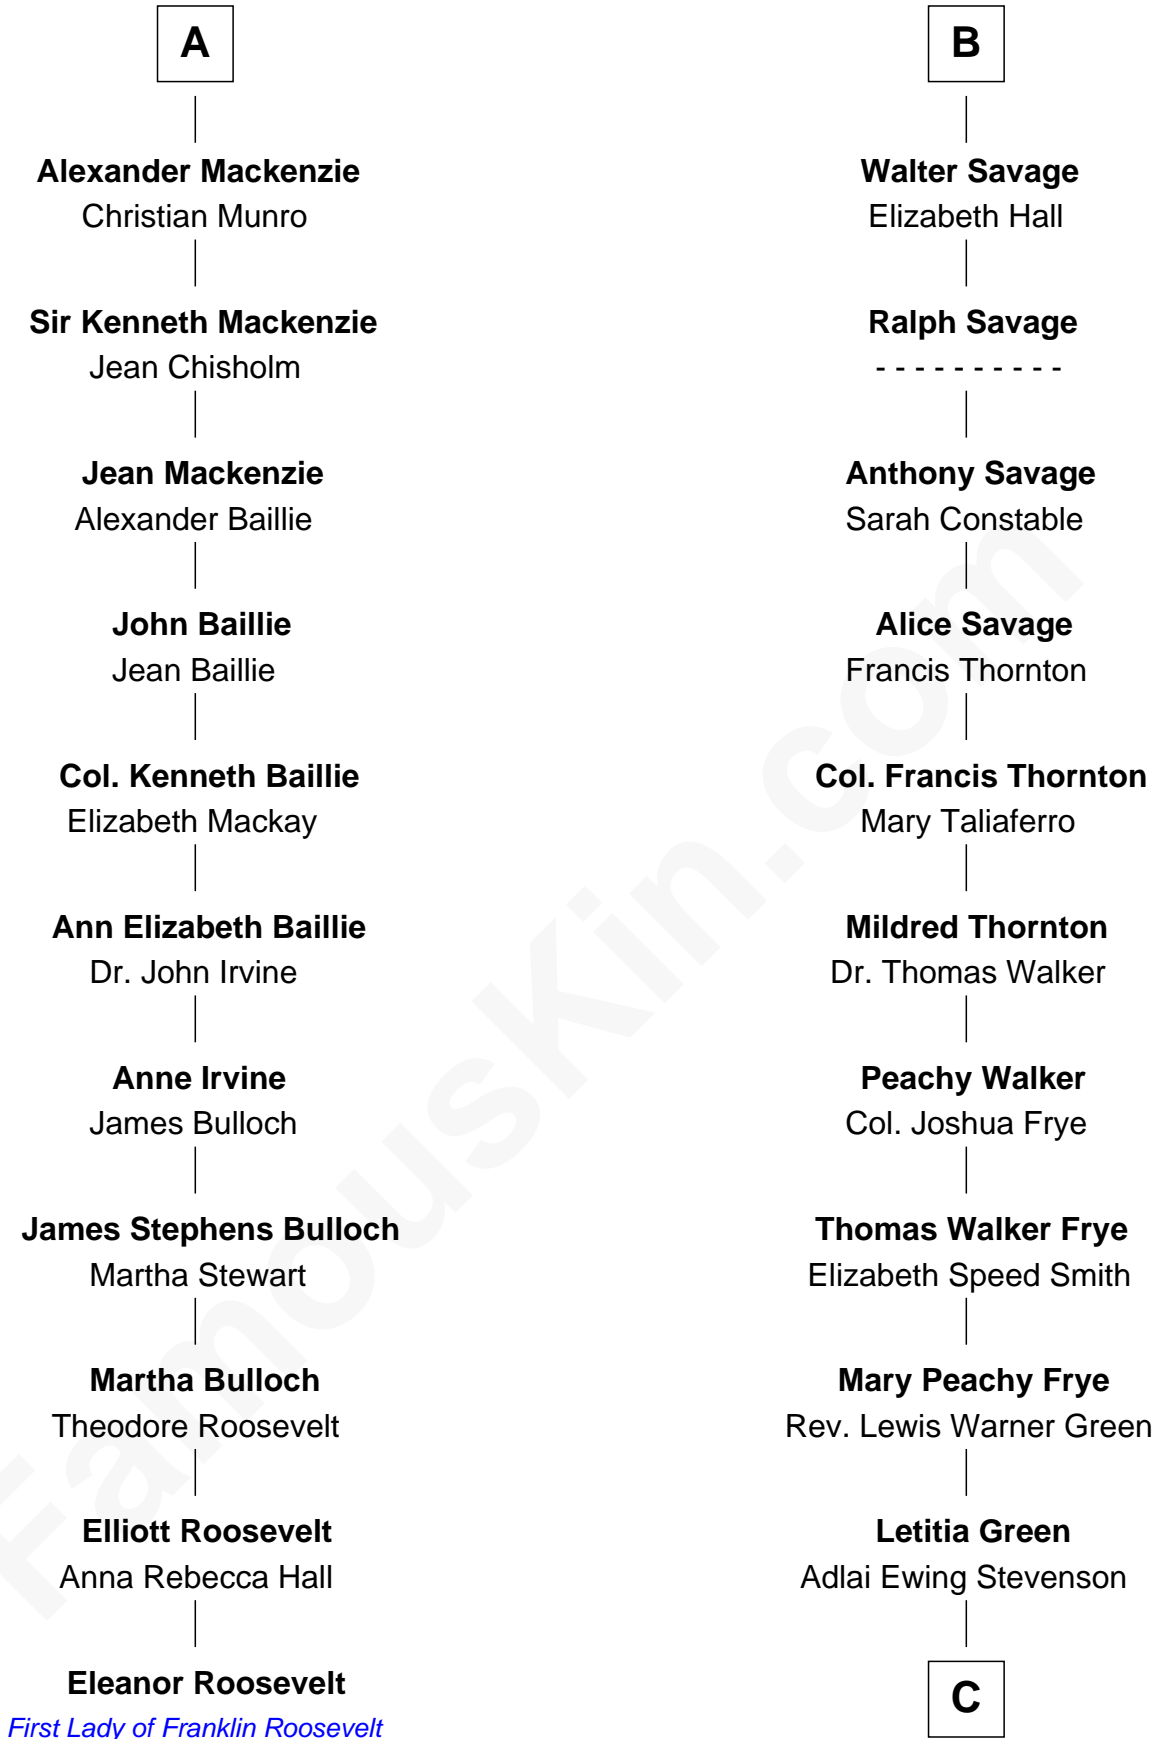 A
Alexander Mackenzie
Christian Munro
Sir Kenneth Mackenzie
Jean Chisholm
Jean Mackenzie
Alexander Baillie
John Baillie
Jean Baillie
Col. Kenneth Baillie
Elizabeth Mackay
Ann Elizabeth Baillie
Dr. John Irvine
Anne Irvine
James Bulloch
James Stephens Bulloch
Martha Stewart
Martha Bulloch
Theodore Roosevelt
Elliott Roosevelt
Anna Rebecca Hall
Eleanor Roosevelt
First Lady of Franklin Roosevelt
B
Walter Savage
Elizabeth Hall
Ralph Savage
- - - - - - - - - -
Anthony Savage
Sarah Constable
Alice Savage
Francis Thornton
Col. Francis Thornton
Mary Taliaferro
Mildred Thornton
Dr. Thomas Walker
Peachy Walker
Col. Joshua Frye
Thomas Walker Frye
Elizabeth Speed Smith
Mary Peachy Frye
Rev. Lewis Warner Green
Letitia Green
Adlai Ewing Stevenson
C
FamousKin.com